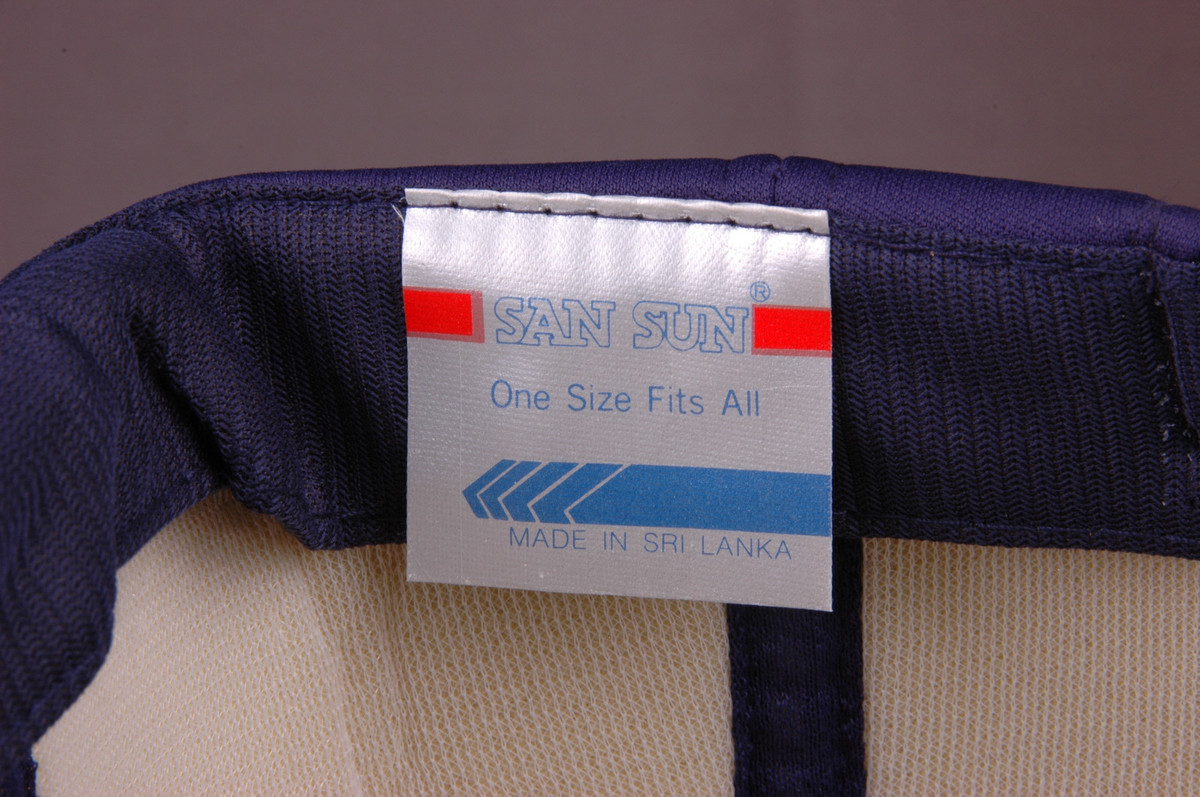 SAN SUN®
One Size Fits All
MADE IN SRI LANKA